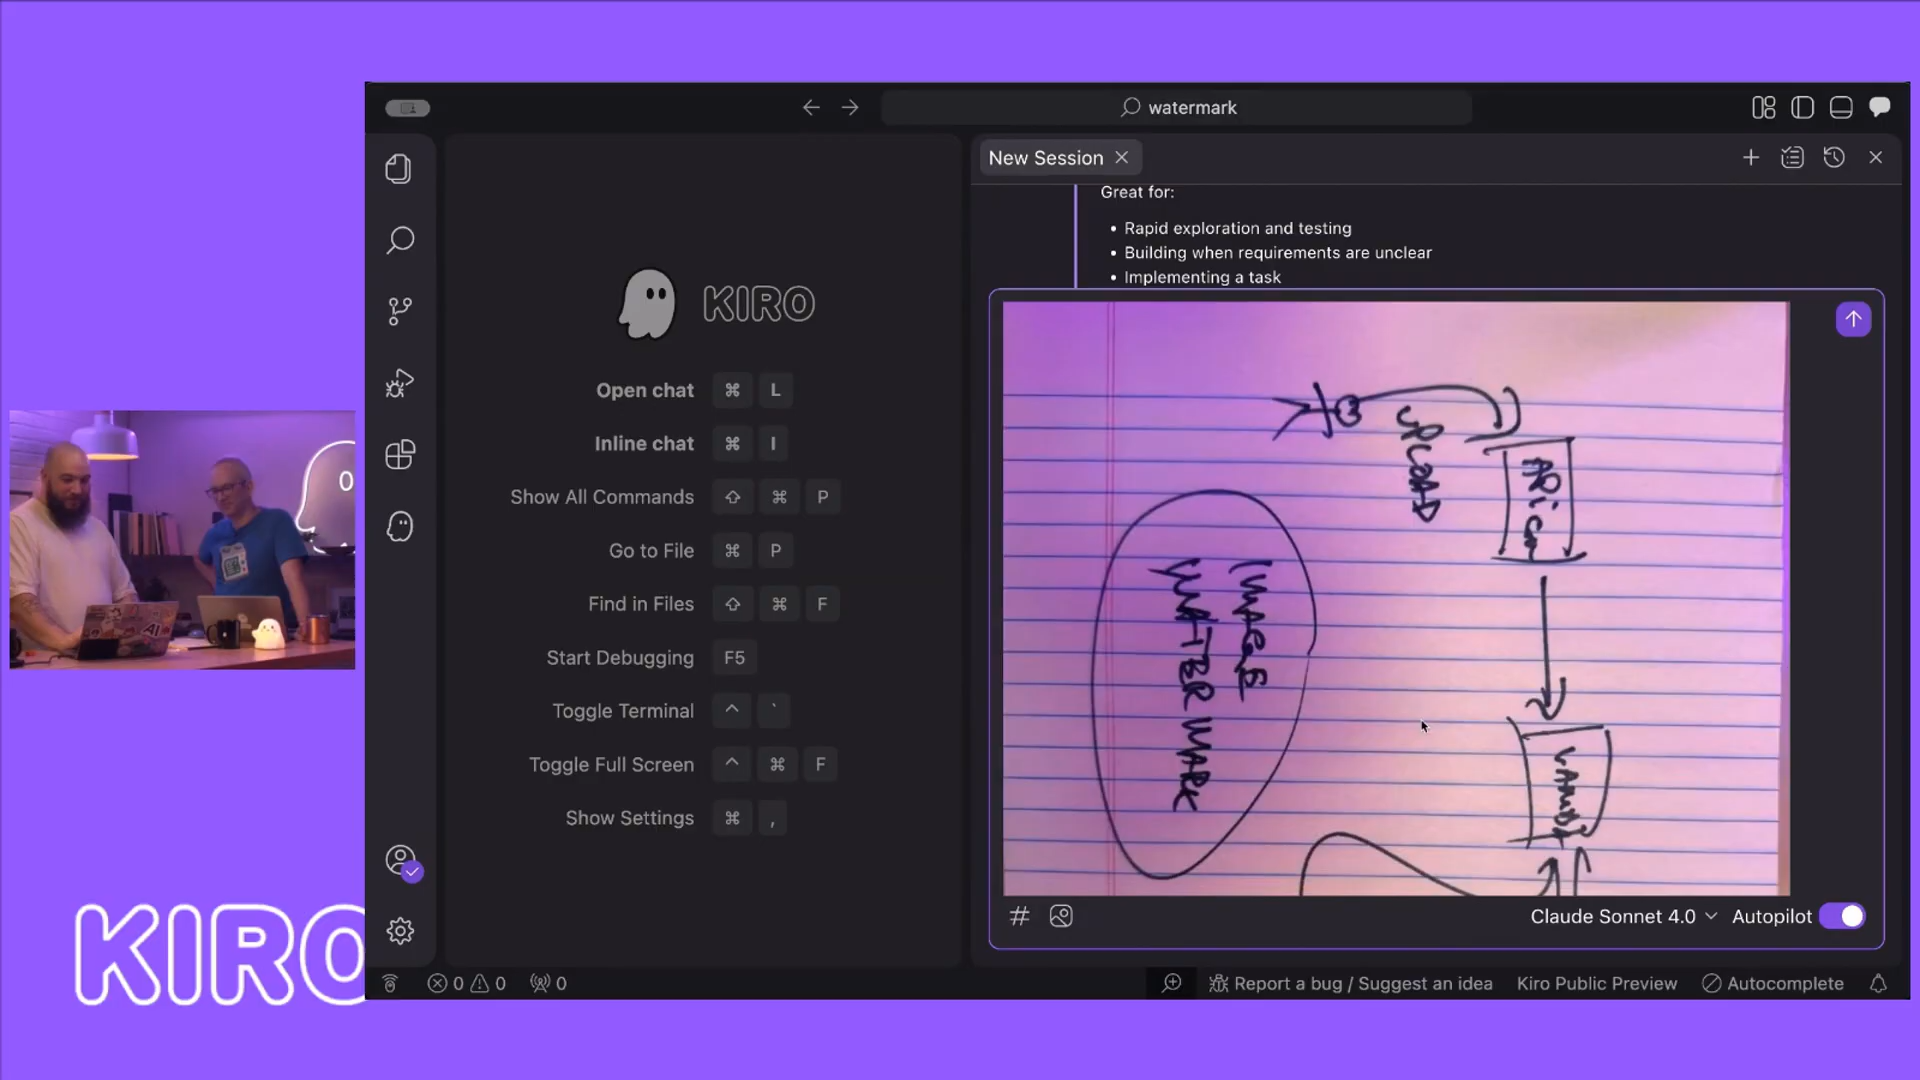 watermark
New Session
Great for:
• Rapid exploration and testing
• Building when requirements are unclear
• Implementing a task
KIRO
Open chat ⌘ L
Inline chat ⌘ I
Show All Commands ⇧ ⌘ P
Go to File ⌘ P
Find in Files ⇧ ⌘ F
Start Debugging F5
Toggle Terminal ^ `
Toggle Full Screen ^ ⌘ F
Show Settings ⌘ ,
UPLOAD
IMAGE
WATER MARK
AI
# Claude Sonnet 4.0 Autopilot
0 0 0
Report a bug / Suggest an idea
Kiro Public Preview
Autocomplete
KIRO